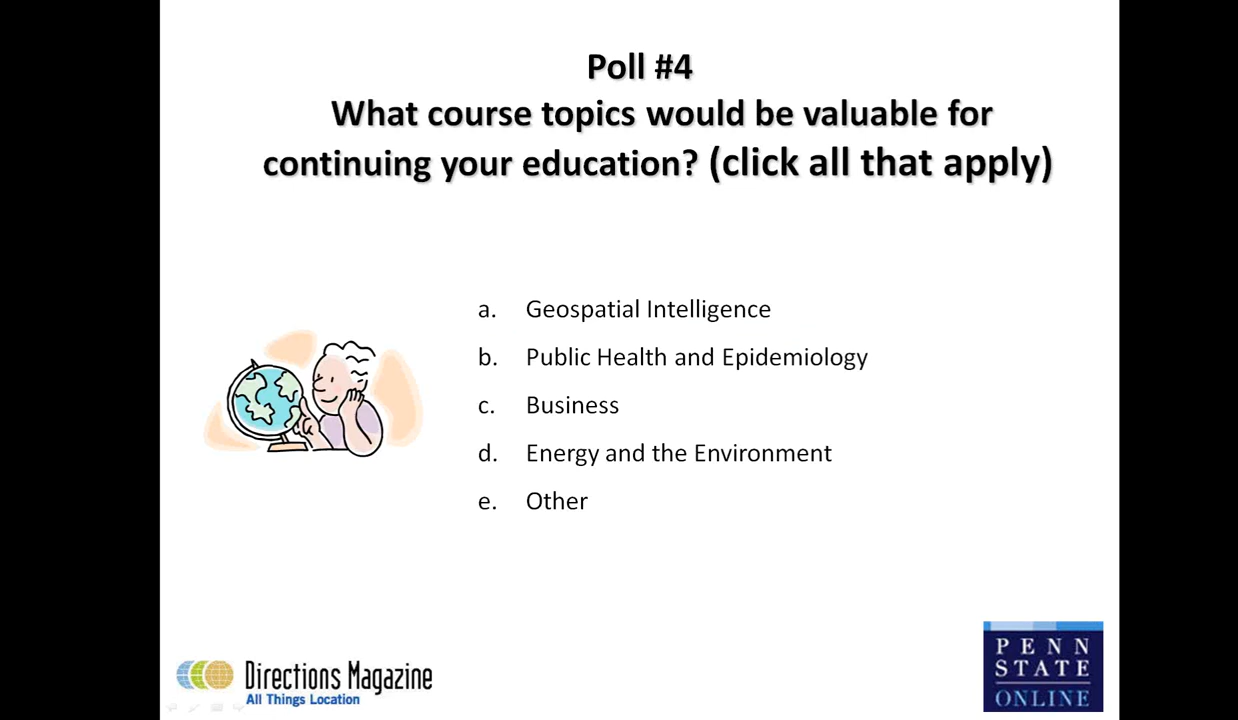 Poll #4
What course topics would be valuable for
continuing your education? (click all that apply)
a. Geospatial Intelligence
b. Public Health and Epidemiology
c. Business
d. Energy and the Environment
e. Other
Directions Magazine
All Things Location
PENN
STATE
ONLINE